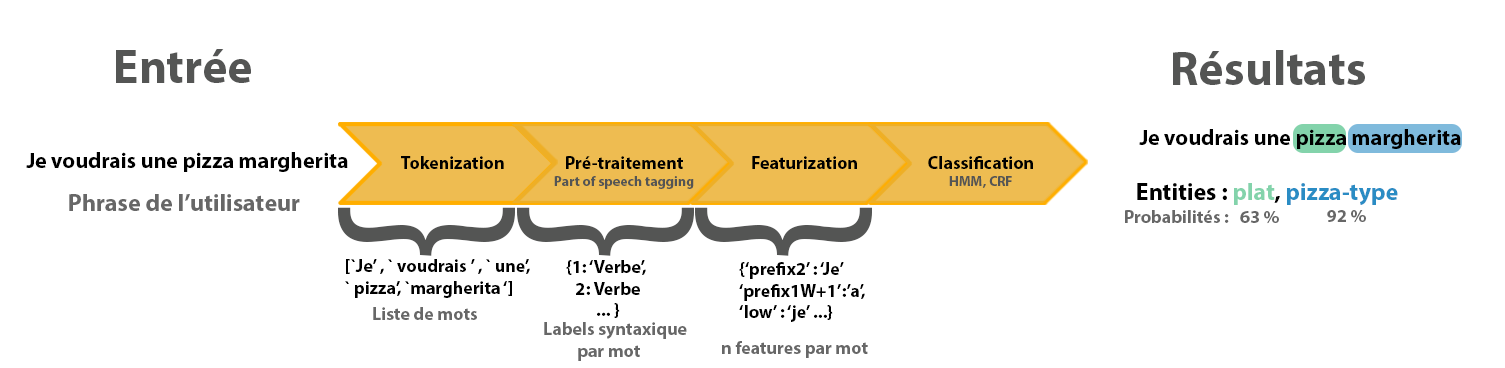 Entrée
Résultats
Je voudrais une pizza margherita
Phrase de l’utilisateur
Tokenization
Pré-traitement
Part of speech tagging
Featurization
Classification
HMM, CRF
Je voudrais une pizza margherita
Entities : plat, pizza-type
Probabilités : 63 % 92 %
[`Je’ , ` voudrais ’ , ` une’,
` pizza’, `margherita ‘]
Liste de mots
{1: ‘Verbe’,
2: Verbe
... }
Labels syntaxique
par mot
{‘prefix2’ : ‘Je’
‘prefix1W+1’:’a’,
‘low’ : ‘je’ ...}
n features par mot